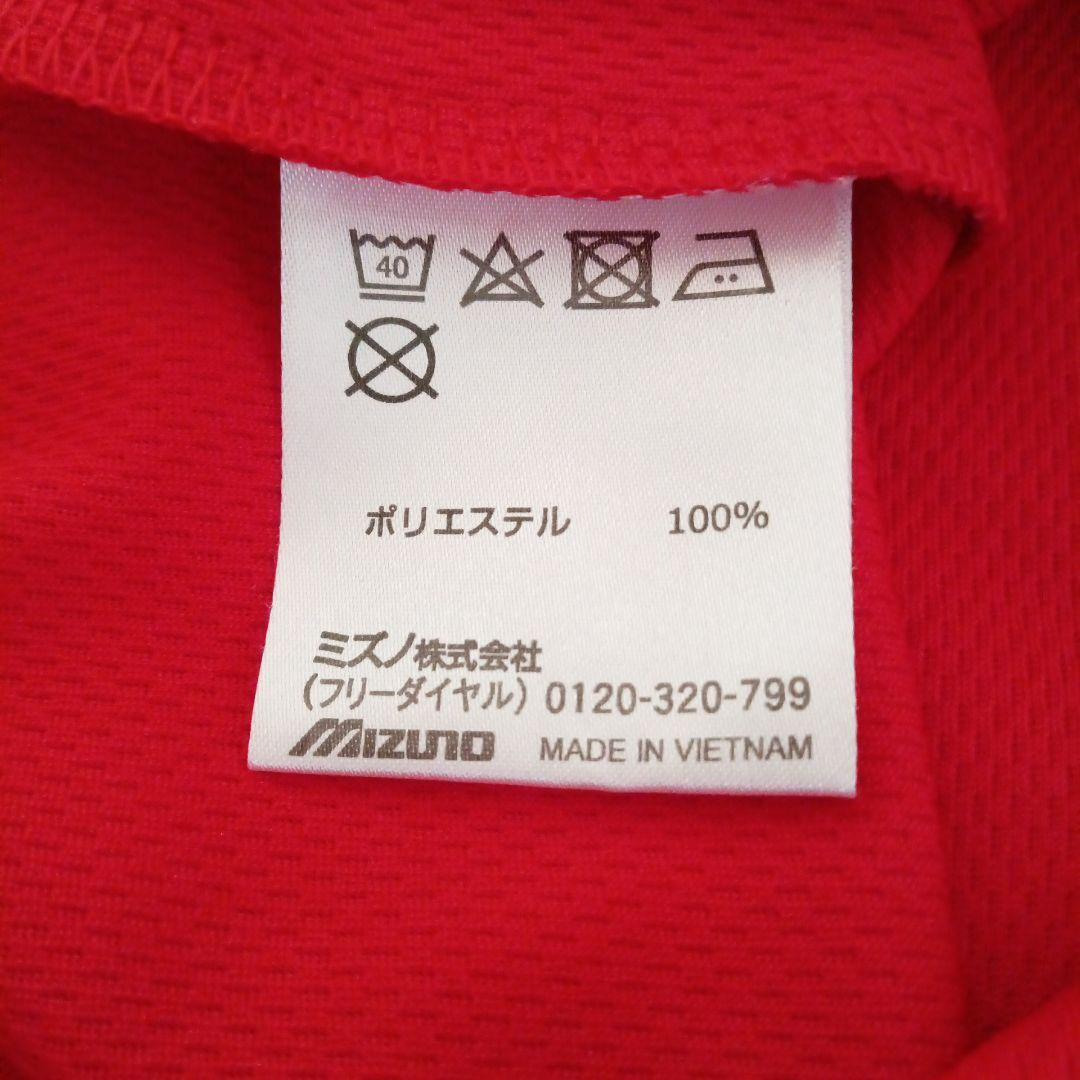 40
ポリエステル 100%
ミズノ株式会社
(フリーダイヤル) 0120-320-799
MIZUNO MADE IN VIETNAM